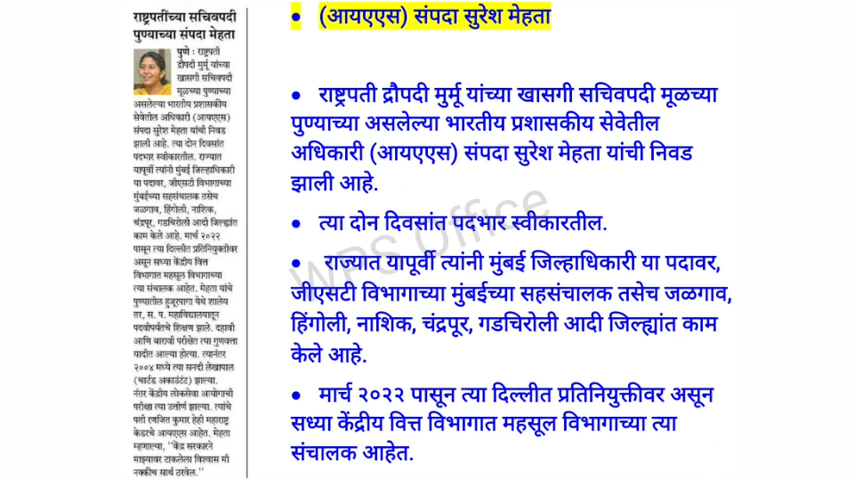 राष्ट्रपतींच्या सचिवपदी
पुण्याच्या संपदा मेहता
पुणे : राष्ट्रपती
द्रौपदी मुर्मू यांच्या
खासगी सचिवपदी
मूळच्या पुण्याच्या
असलेल्या भारतीय प्रशासकीय
सेवेतील अधिकारी (आयएएस)
संपदा सुरेश मेहता यांची निवड
झाली आहे. त्या दोन दिवसांत
पदभार स्वीकारतील. राज्यात
यापूर्वी त्यांनी मुंबई जिल्हाधिकारी
या पदावर, जीएसटी विभागाच्या
मुंबईच्या सहसंचालक तसेच
जळगाव, हिंगोली, नाशिक,
चंद्रपूर, गडचिरोली आदी जिल्ह्यांत
काम केले आहे. मार्च २०२२
पासून त्या दिल्लीत प्रतिनियुक्तीवर
असून सध्या केंद्रीय वित्त
विभागात महसूल विभागाच्या
त्या संचालक आहेत. मेहता यांचे
पुण्यातील हुजूरपागा येथे शालेय
तर, स. प. महाविद्यालयातून
पदवीपर्यंतचे शिक्षण झाले. दहावी
आणि बारावी परीक्षेत त्या गुणवत्ता
यादीत आल्या होत्या. त्यानंतर
२००४ मध्ये त्या सनदी लेखापाल
(चार्टर्ड अकाउंटंट) झाल्या.
नंतर केंद्रीय लोकसेवा आयोगाची
परीक्षा त्या उत्तीर्ण झाल्या. त्यांचे
पती रणजित कुमार हेही महाराष्ट्र
केडरचे आयएएस आहेत. मेहता
म्हणाल्या, ‘‘केंद्र सरकारने
माझ्यावर टाकलेला विश्वास मी
नक्कीच सार्थ ठरवेल.’’
• (आयएएस) संपदा सुरेश मेहता
• राष्ट्रपती द्रौपदी मुर्मू यांच्या खासगी सचिवपदी मूळच्या
पुण्याच्या असलेल्या भारतीय प्रशासकीय सेवेतील
अधिकारी (आयएएस) संपदा सुरेश मेहता यांची निवड
झाली आहे.
• त्या दोन दिवसांत पदभार स्वीकारतील.
• राज्यात यापूर्वी त्यांनी मुंबई जिल्हाधिकारी या पदावर,
जीएसटी विभागाच्या मुंबईच्या सहसंचालक तसेच जळगाव,
हिंगोली, नाशिक, चंद्रपूर, गडचिरोली आदी जिल्ह्यांत काम
केले आहे.
• मार्च २०२२ पासून त्या दिल्लीत प्रतिनियुक्तीवर असून
सध्या केंद्रीय वित्त विभागात महसूल विभागाच्या त्या
संचालक आहेत.
WPS Office